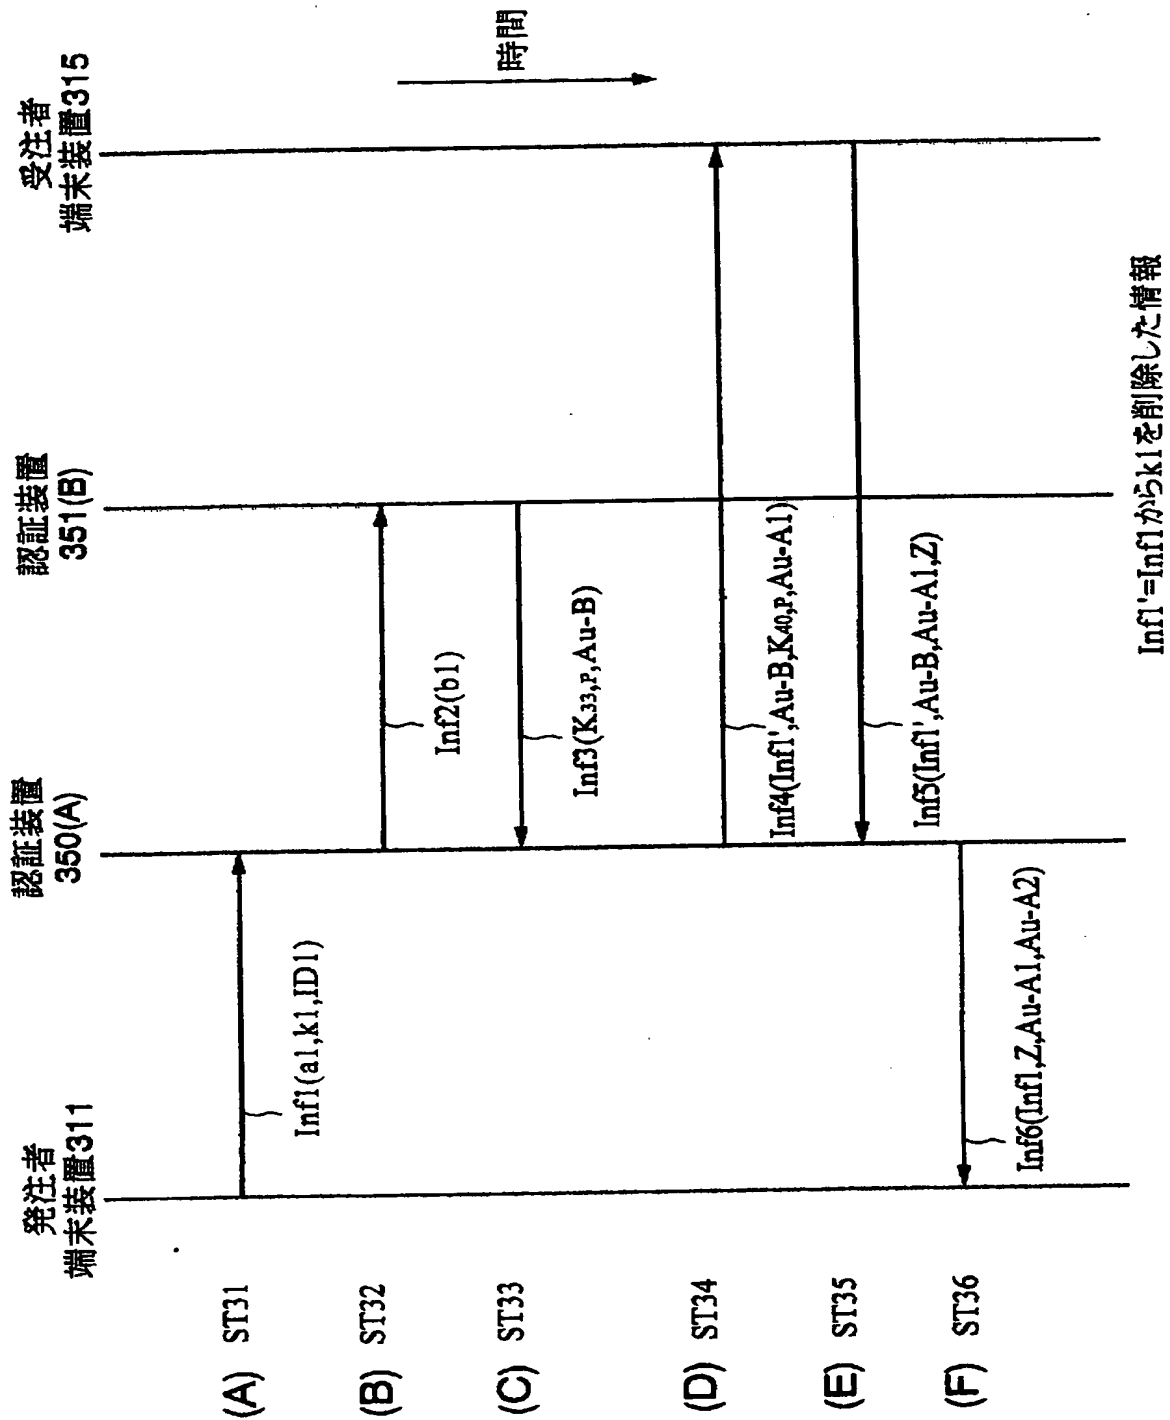 発注者
端末装置311
認証装置
350(A)
認証装置
351(B)
受注者
端末装置315
時間
(A) ST31
Inf1(a1,k1,ID1)
(B) ST32
Inf2(b1)
(C) ST33
Inf3(K33,P,Au-B)
(D) ST34
Inf4(Inf1',Au-B,K40,P,Au-A1)
(E) ST35
Inf5(Inf1',Au-B,Au-A1,Z)
(F) ST36
Inf6(Inf1,Z,Au-A1,Au-A2)
Inf1'=Inf1からk1を削除した情報